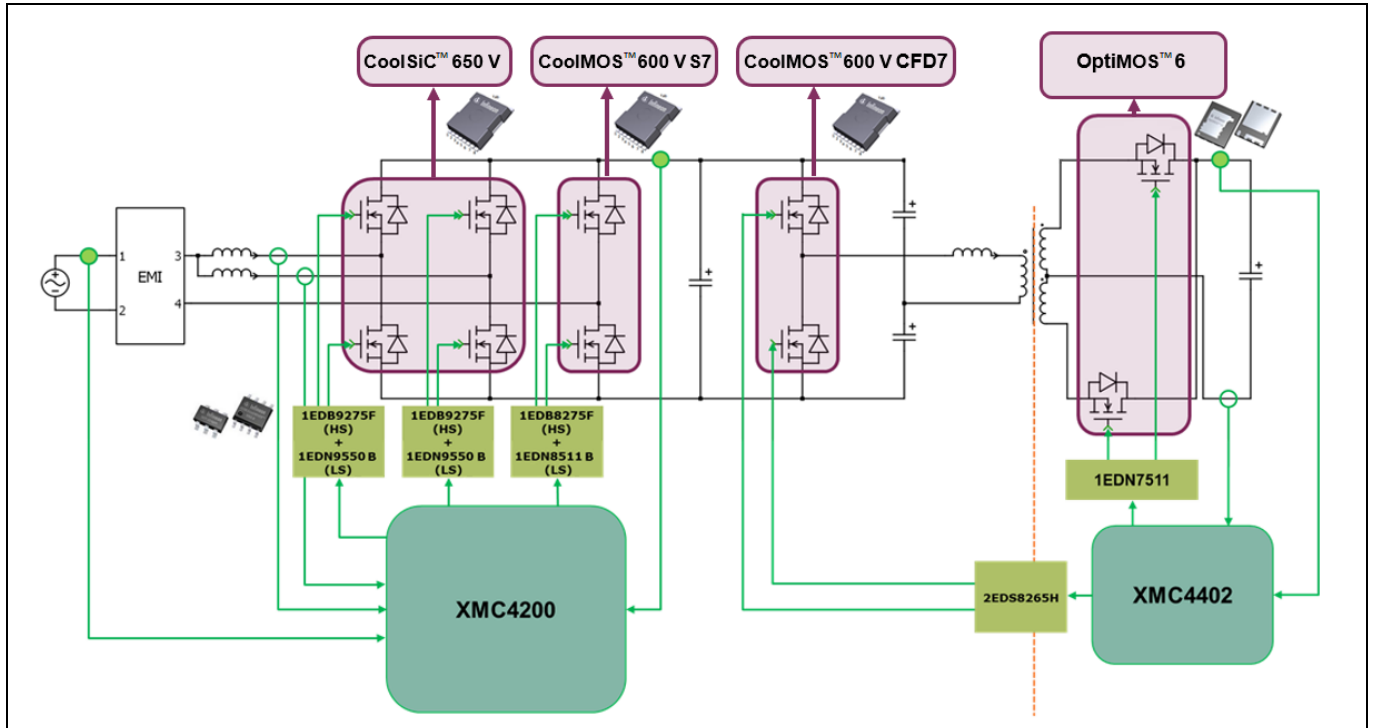 CoolSiC™ 650 V
CoolMOS™ 600 V S7
CoolMOS™ 600 V CFD7
OptiMOS™ 6
1
2
EMI
3
4
1EDB9275F
(HS)
+
1EDN9550 B
(LS)
1EDB9275F
(HS)
+
1EDN9550 B
(LS)
1EDB8275F
(HS)
+
1EDN8511 B
(LS)
1EDN7511
2EDS8265H
XMC4200
XMC4402